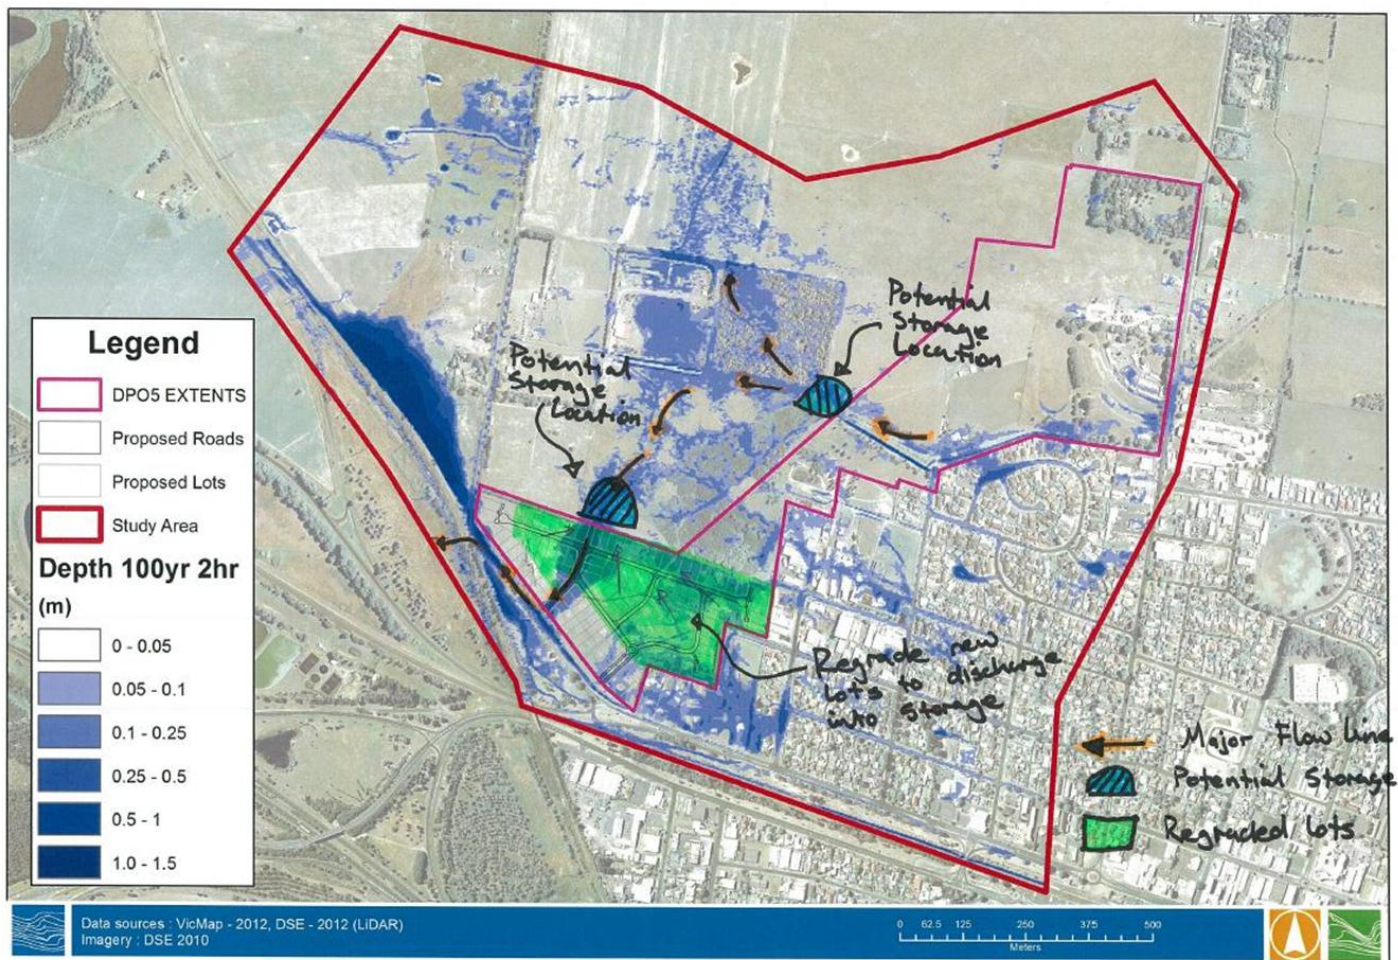 Potential
Storage
Location
Potential
Storage
Location
Regrade new
lots to discharge
into storage
Major Flow line
Potential Storage
Regraded lots
Legend
DPO5 EXTENTS
Proposed Roads
Proposed Lots
Study Area
Depth 100yr 2hr
(m)
0 - 0.05
0.05 - 0.1
0.1 - 0.25
0.25 - 0.5
0.5 - 1
1.0 - 1.5
Data sources : VicMap - 2012, DSE - 2012 (LiDAR)
Imagery : DSE 2010
0 62.5 125 250 375 500
Meters